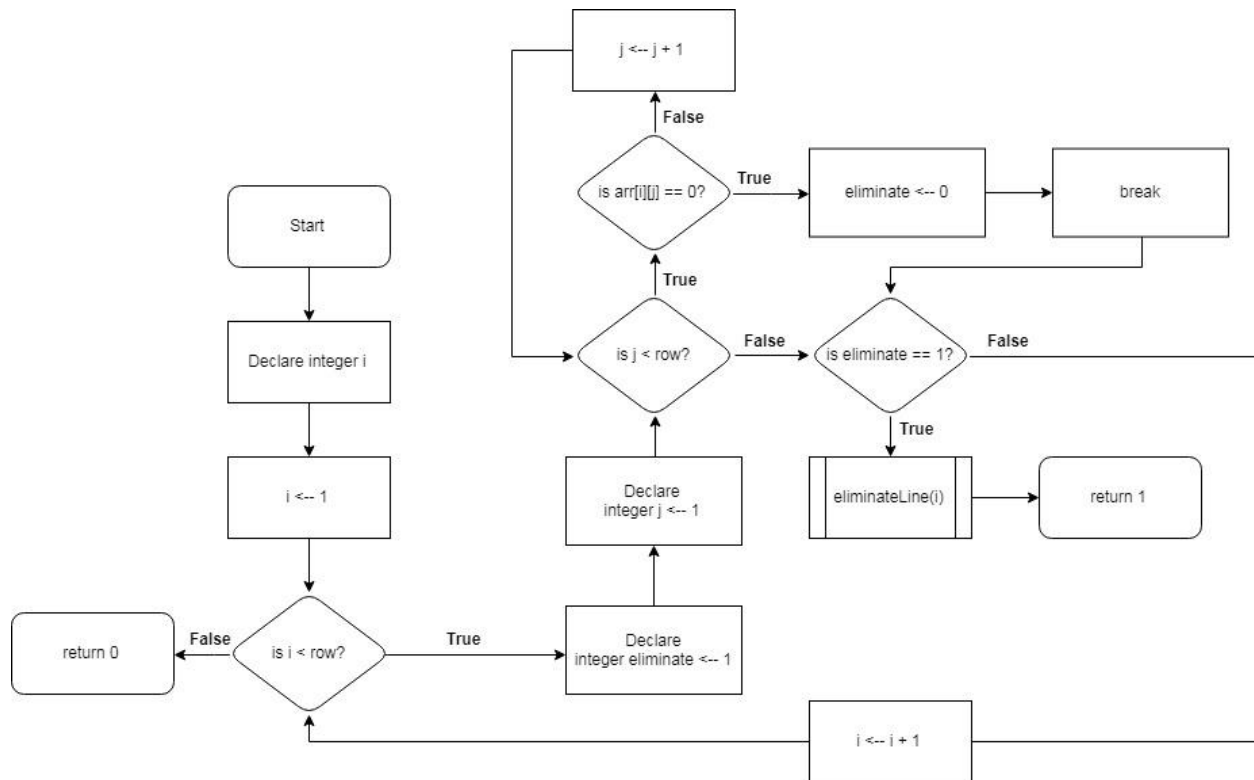 Start
Declare integer i
i <-- 1
is i < row?
False
return 0
True
Declare
integer eliminate <-- 1
Declare
integer j <-- 1
is j < row?
True
is arr[i][j] == 0?
False
j <-- j + 1
True
eliminate <-- 0
break
False
is eliminate == 1?
True
eliminateLine(i)
return 1
False
i <-- i + 1